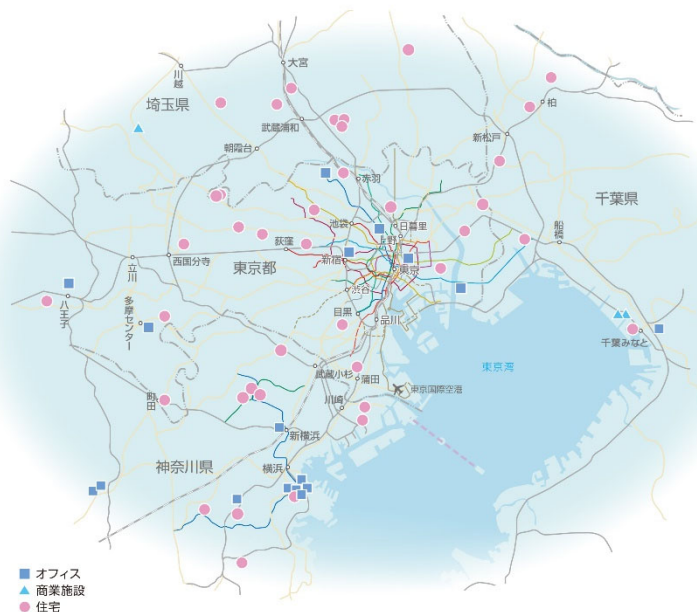 大宮
川越
埼玉県
武蔵浦和
柏
朝霞台
新松戸
赤羽
千葉県
池袋
日暮里
上野
船橋
荻窪
西国分寺
新宿
東京
東京都
立川
渋谷
八王子
多摩センター
目黒
品川
千葉みなと
東京湾
武蔵小杉
蒲田
東京国際空港
町田
川崎
新横浜
神奈川県
横浜
オフィス
商業施設
住宅